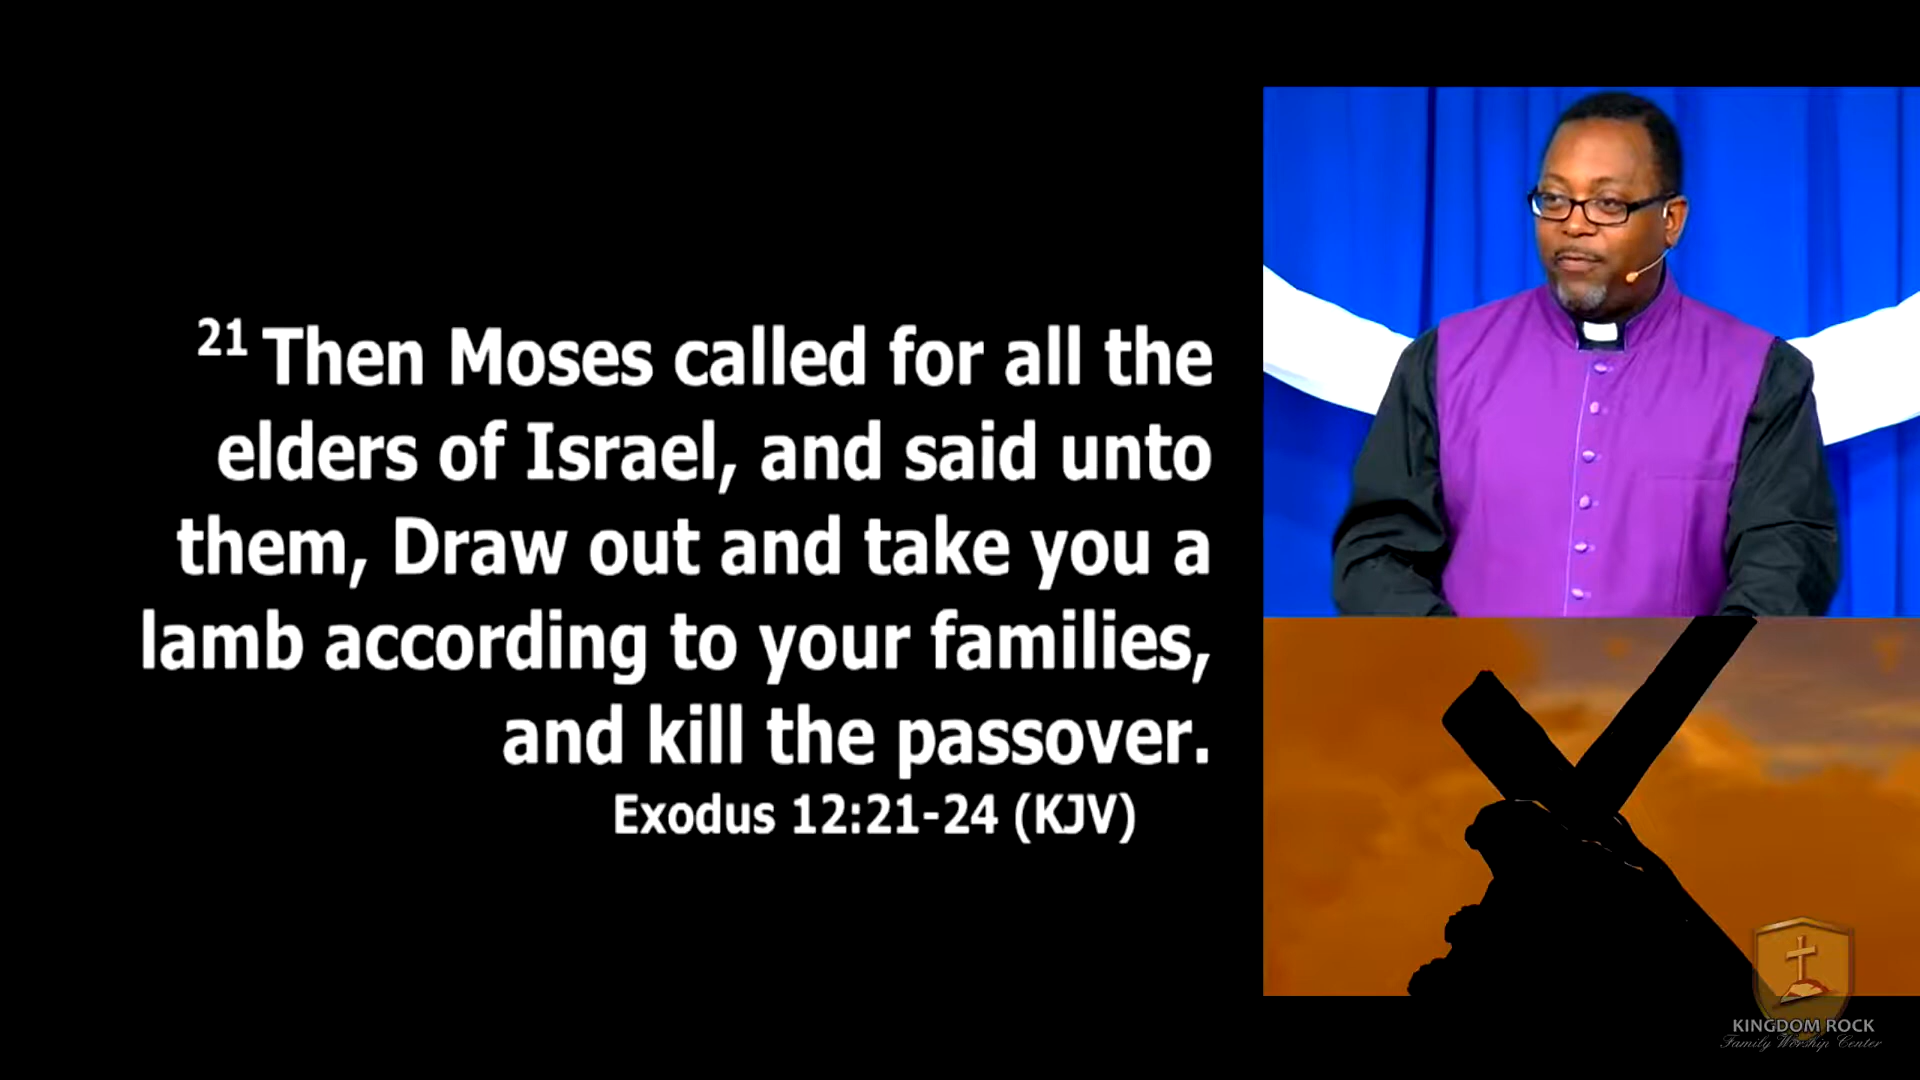 21 Then Moses called for all the
elders of Israel, and said unto
them, Draw out and take you a
lamb according to your families,
and kill the passover.
Exodus 12:21-24 (KJV)
KINGDOM ROCK
Family Worship Center